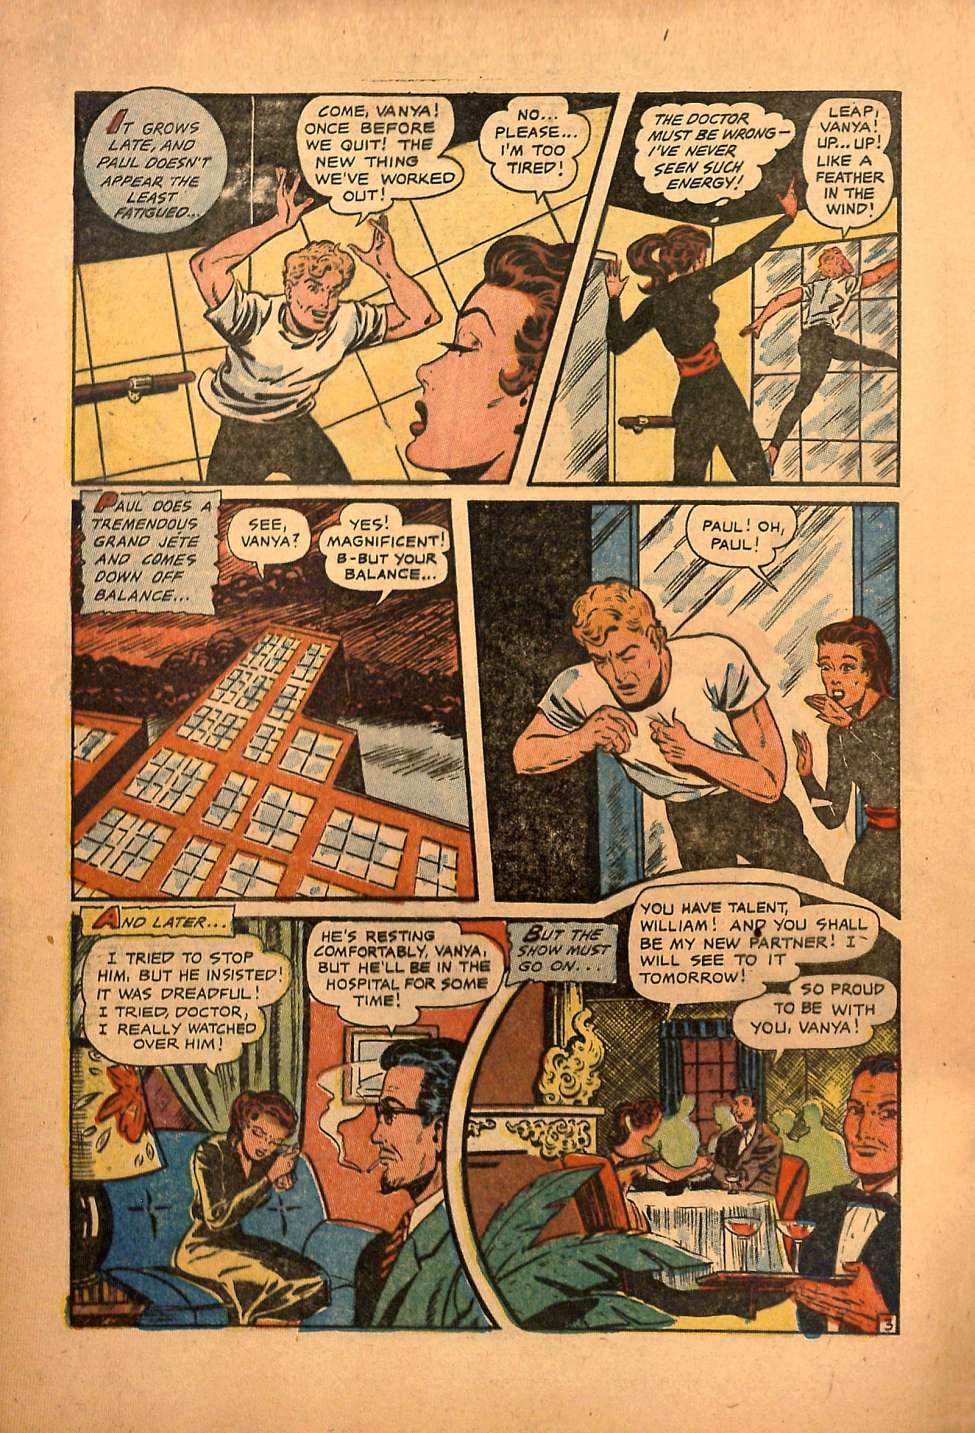 It grows
late, and
Paul doesn't
appear the
least
fatigued...
Come, Vanya!
Once before
we quit! The
new thing
we've worked
out!
No...
please...
I'm too
tired!
The doctor
must be wrong—
I've never
seen such
energy!
Leap,
Vanya!
Up...up!
Like a
feather
in the
wind!
Paul does a
tremendous
grand jete
and comes
down off
balance...
See,
Vanya?
Yes!
Magnificent!
B-but your
balance...
Paul! Oh,
Paul!
And later...
I tried to stop
him, but he insisted!
It was dreadful!
I tried, doctor,
I really watched
over him!
He's resting
comfortably, Vanya,
but he'll be in the
hospital for some
time!
But the
show must
go on...
You have talent,
William! And you shall
be my new partner! I
will see to it
tomorrow!
So proud
to be with
you, Vanya!
3